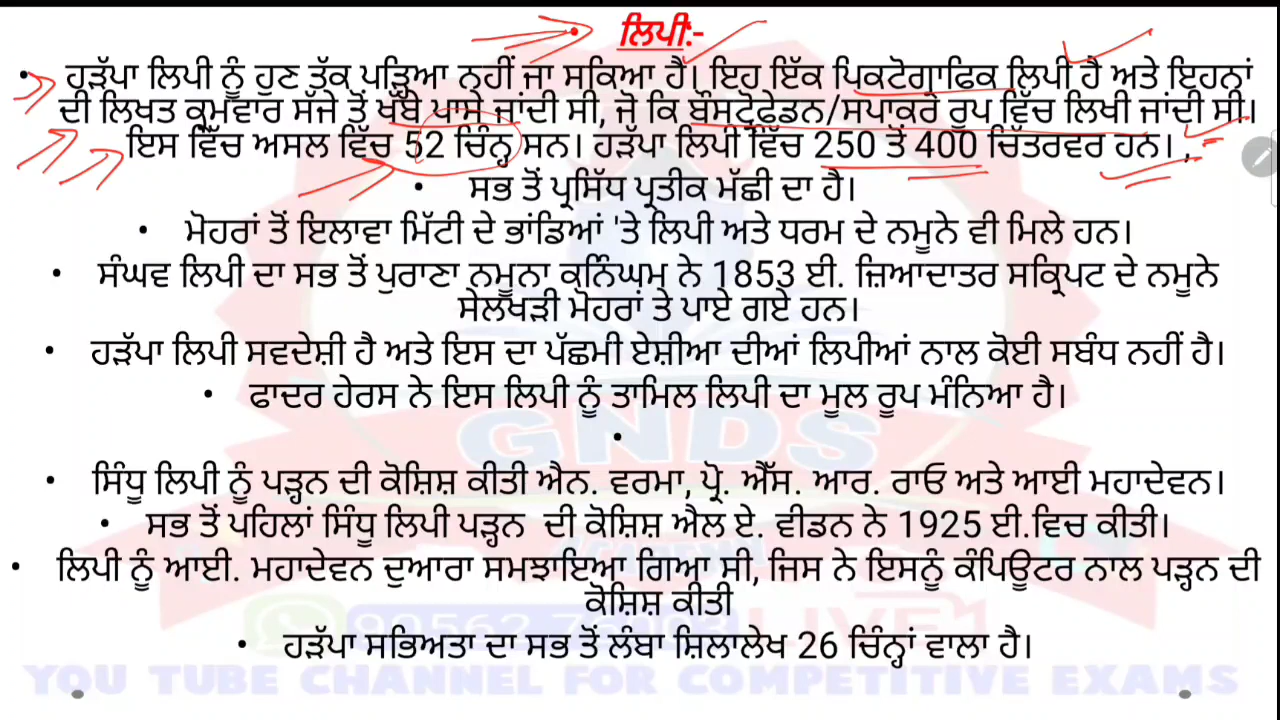 ਲਿਪੀ:-
• ਹੜੱਪਾ ਲਿਪੀ ਨੂੰ ਹੁਣ ਤੱਕ ਪੜ੍ਹਿਆ ਨਹੀਂ ਜਾ ਸਕਿਆ ਹੈ। ਇਹ ਇੱਕ ਪਿਕਟੋਗ੍ਰਾਫਿਕ ਲਿਪੀ ਹੈ ਅਤੇ ਇਹਨਾਂ
ਦੀ ਲਿਖਤ ਕ੍ਰਮਵਾਰ ਸੱਜੇ ਤੋਂ ਖੱਬੇ ਪਾਸੇ ਜਾਂਦੀ ਸੀ, ਜੋ ਕਿ ਬੌਸਟ੍ਰੋਫੇਡਨ/ਸਪਾਕਰੇ ਰੂਪ ਵਿੱਚ ਲਿਖੀ ਜਾਂਦੀ ਸੀ।
ਇਸ ਵਿੱਚ ਅਸਲ ਵਿੱਚ 52 ਚਿੰਨ੍ਹ ਸਨ। ਹੜੱਪਾ ਲਿਪੀ ਵਿੱਚ 250 ਤੋਂ 400 ਚਿੱਤਰਵਰ ਹਨ। ,
• ਸਭ ਤੋਂ ਪ੍ਰਸਿੱਧ ਪ੍ਰਤੀਕ ਮੱਛੀ ਦਾ ਹੈ।
• ਮੋਹਰਾਂ ਤੋਂ ਇਲਾਵਾ ਮਿੱਟੀ ਦੇ ਭਾਂਡਿਆਂ 'ਤੇ ਲਿਪੀ ਅਤੇ ਧਰਮ ਦੇ ਨਮੂਨੇ ਵੀ ਮਿਲੇ ਹਨ।
• ਸੰਘਵ ਲਿਪੀ ਦਾ ਸਭ ਤੋਂ ਪੁਰਾਣਾ ਨਮੂਨਾ ਕਨਿੰਘਮ ਨੇ 1853 ਈ. ਜ਼ਿਆਦਾਤਰ ਸਕ੍ਰਿਪਟ ਦੇ ਨਮੂਨੇ
ਸੇਲਖੜੀ ਮੋਹਰਾਂ ਤੇ ਪਾਏ ਗਏ ਹਨ।
• ਹੜੱਪਾ ਲਿਪੀ ਸਵਦੇਸ਼ੀ ਹੈ ਅਤੇ ਇਸ ਦਾ ਪੱਛਮੀ ਏਸ਼ੀਆ ਦੀਆਂ ਲਿਪੀਆਂ ਨਾਲ ਕੋਈ ਸਬੰਧ ਨਹੀਂ ਹੈ।
• ਫਾਦਰ ਹੇਰਸ ਨੇ ਇਸ ਲਿਪੀ ਨੂੰ ਤਾਮਿਲ ਲਿਪੀ ਦਾ ਮੂਲ ਰੂਪ ਮੰਨਿਆ ਹੈ।
GNDS
• ਸਿੰਧੂ ਲਿਪੀ ਨੂੰ ਪੜ੍ਹਨ ਦੀ ਕੋਸ਼ਿਸ਼ ਕੀਤੀ ਐਨ. ਵਰਮਾ, ਪ੍ਰੋ. ਐੱਸ. ਆਰ. ਰਾਓ ਅਤੇ ਆਈ ਮਹਾਦੇਵਨ।
• ਸਭ ਤੋਂ ਪਹਿਲਾਂ ਸਿੰਧੂ ਲਿਪੀ ਪੜ੍ਹਨ ਦੀ ਕੋਸ਼ਿਸ਼ ਐਲ ਏ. ਵੀਡਨ ਨੇ 1925 ਈ.ਵਿਚ ਕੀਤੀ।
• ਲਿਪੀ ਨੂੰ ਆਈ. ਮਹਾਦੇਵਨ ਦੁਆਰਾ ਸਮਝਾਇਆ ਗਿਆ ਸੀ, ਜਿਸ ਨੇ ਇਸਨੂੰ ਕੰਪਿਊਟਰ ਨਾਲ ਪੜ੍ਹਨ ਦੀ
ਕੋਸ਼ਿਸ਼ ਕੀਤੀ
LIVE
• ਹੜੱਪਾ ਸਭਿਅਤਾ ਦਾ ਸਭ ਤੋਂ ਲੰਬਾ ਸ਼ਿਲਾਲੇਖ 26 ਚਿੰਨ੍ਹਾਂ ਵਾਲਾ ਹੈ।
YOU TUBE CHANNEL FOR COMPETITIVE EXAMS